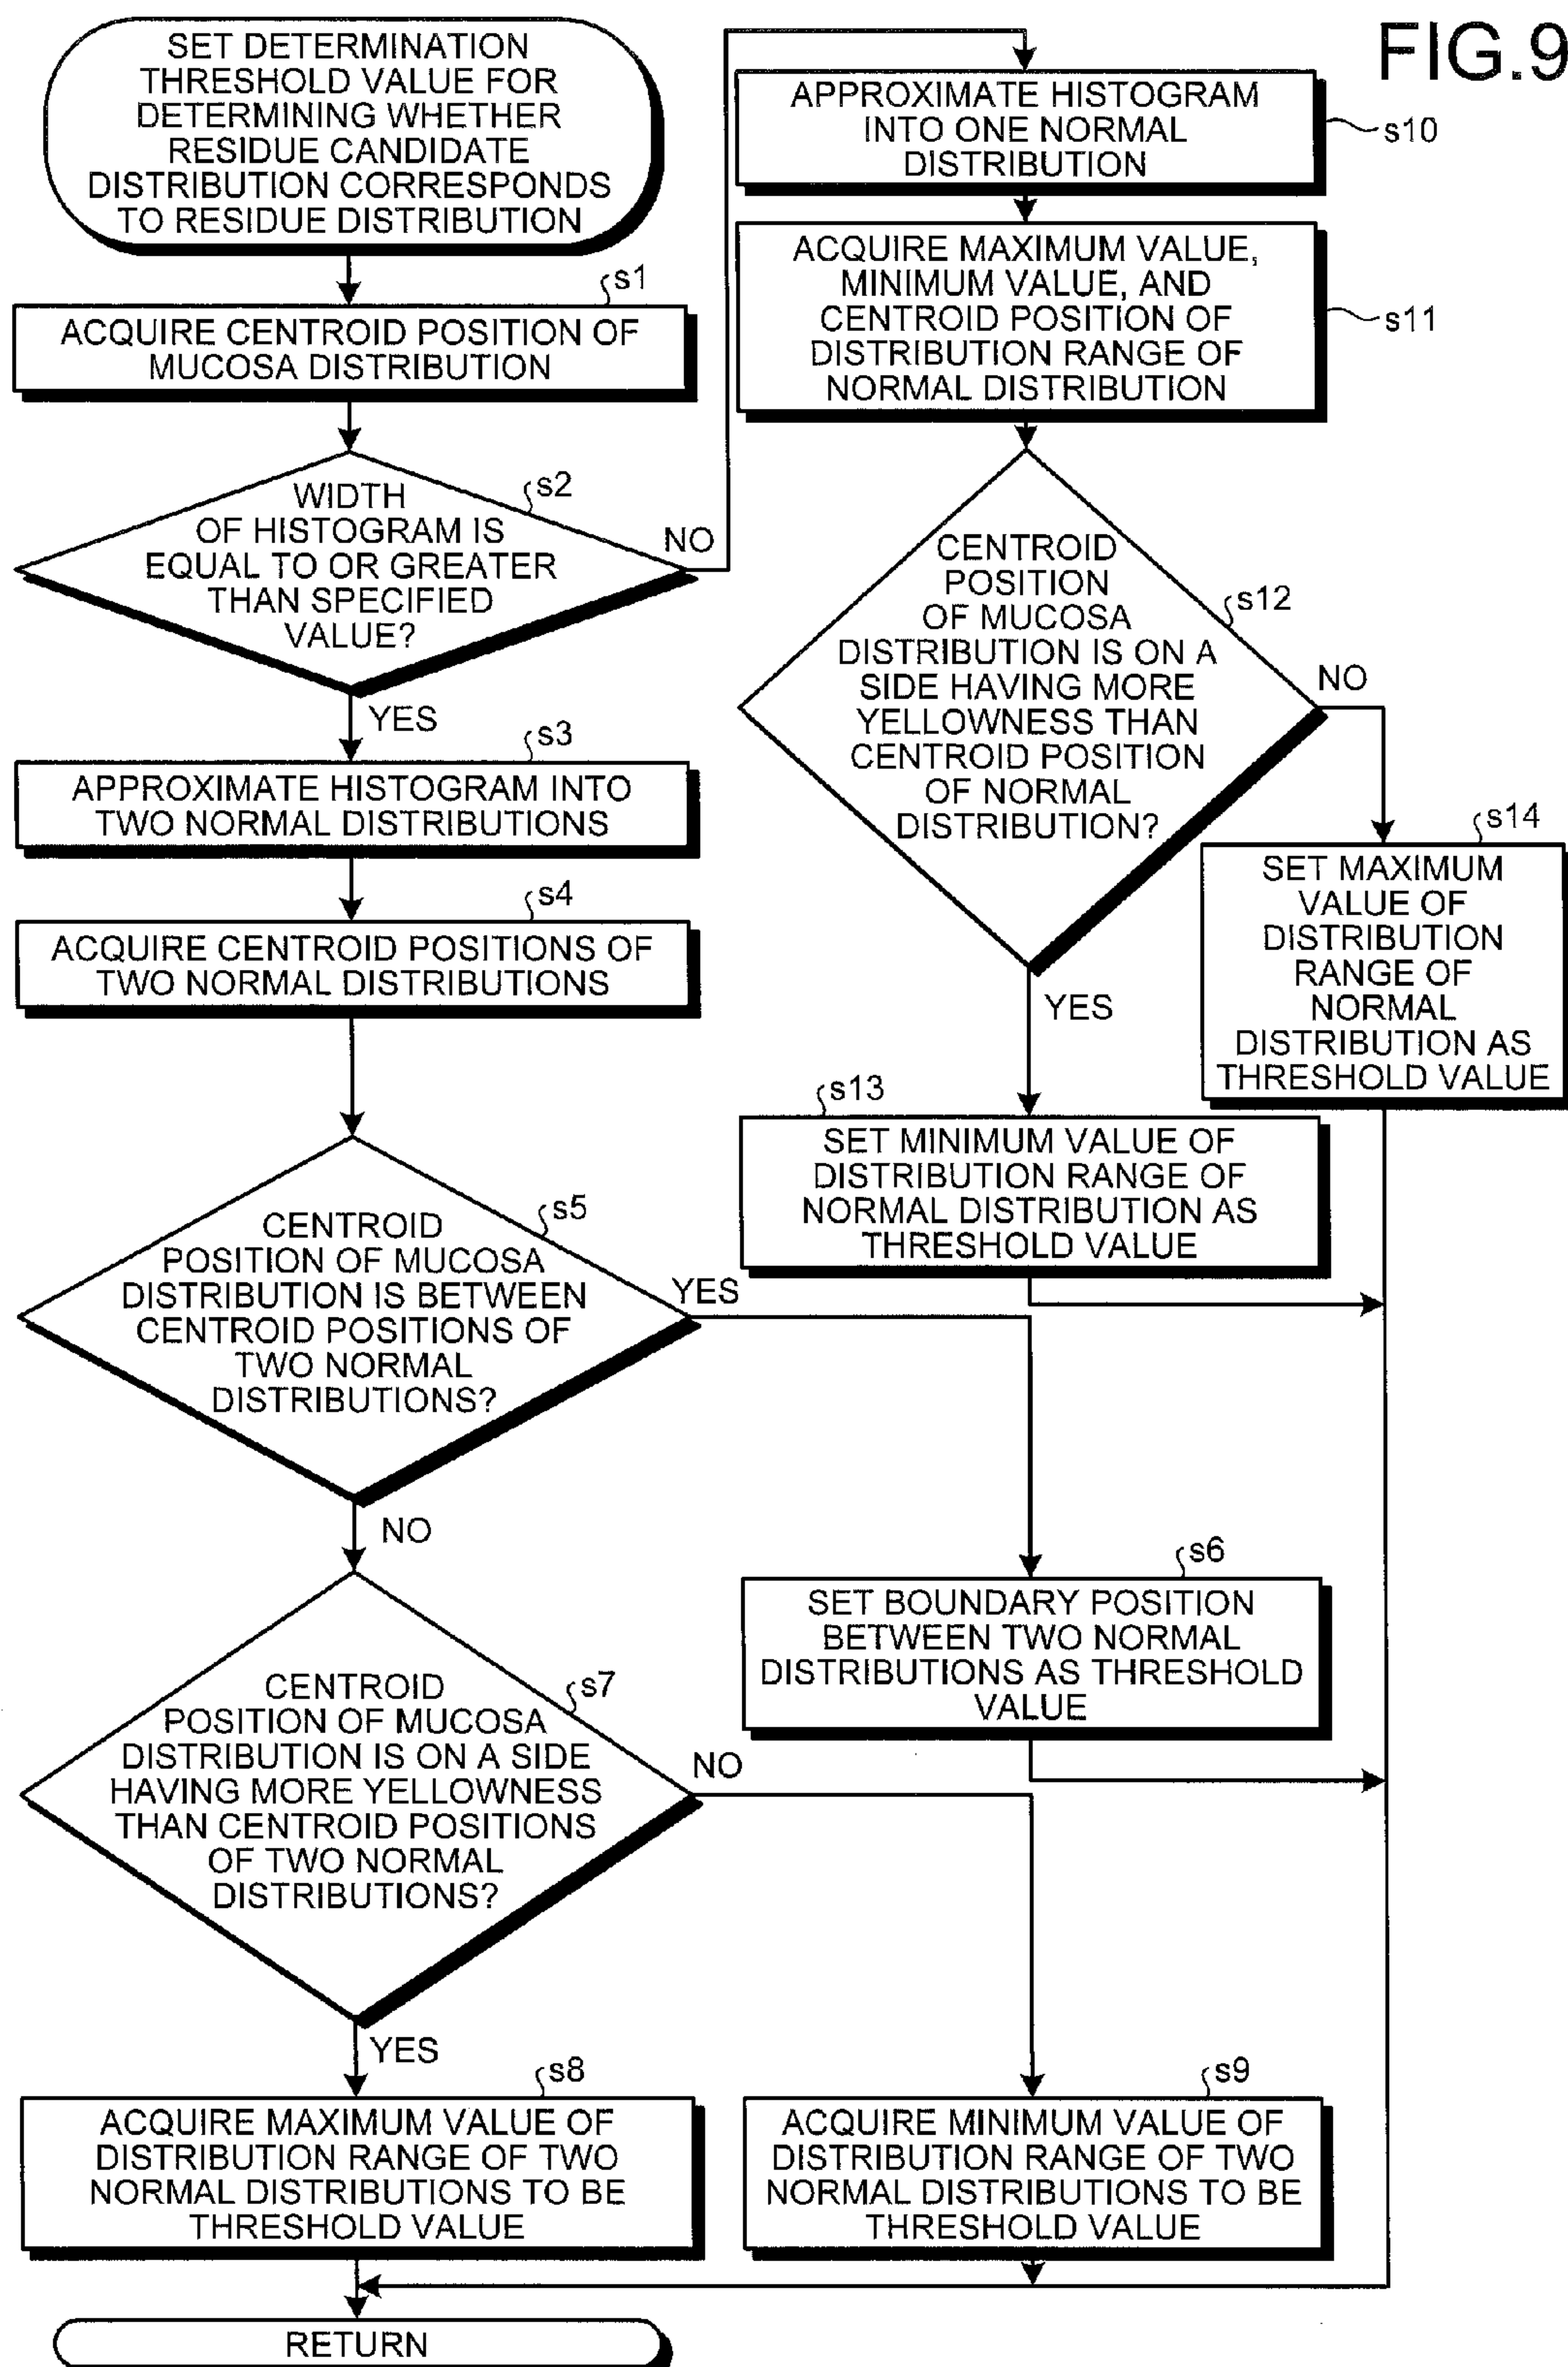 FIG.9
SET DETERMINATION
THRESHOLD VALUE FOR
DETERMINING WHETHER
RESIDUE CANDIDATE
DISTRIBUTION CORRESPONDS
TO RESIDUE DISTRIBUTION
s1
ACQUIRE CENTROID POSITION OF
MUCOSA DISTRIBUTION
s2
WIDTH
OF HISTOGRAM IS
EQUAL TO OR GREATER
THAN SPECIFIED
VALUE?
NO
YES
s3
APPROXIMATE HISTOGRAM INTO
TWO NORMAL DISTRIBUTIONS
s4
ACQUIRE CENTROID POSITIONS OF
TWO NORMAL DISTRIBUTIONS
s5
CENTROID
POSITION OF MUCOSA
DISTRIBUTION IS BETWEEN
CENTROID POSITIONS OF
TWO NORMAL
DISTRIBUTIONS?
YES
NO
s6
SET BOUNDARY POSITION
BETWEEN TWO NORMAL
DISTRIBUTIONS AS THRESHOLD
VALUE
s7
CENTROID
POSITION OF MUCOSA
DISTRIBUTION IS ON A SIDE
HAVING MORE YELLOWNESS
THAN CENTROID POSITIONS
OF TWO NORMAL
DISTRIBUTIONS?
NO
YES
s8
ACQUIRE MAXIMUM VALUE OF
DISTRIBUTION RANGE OF TWO
NORMAL DISTRIBUTIONS TO BE
THRESHOLD VALUE
s9
ACQUIRE MINIMUM VALUE OF
DISTRIBUTION RANGE OF TWO
NORMAL DISTRIBUTIONS TO BE
THRESHOLD VALUE
APPROXIMATE HISTOGRAM
INTO ONE NORMAL
DISTRIBUTION
s10
ACQUIRE MAXIMUM VALUE,
MINIMUM VALUE, AND
CENTROID POSITION OF
DISTRIBUTION RANGE OF
NORMAL DISTRIBUTION
s11
CENTROID
POSITION
OF MUCOSA
DISTRIBUTION IS ON A
SIDE HAVING MORE
YELLOWNESS THAN
CENTROID POSITION
OF NORMAL
DISTRIBUTION?
s12
NO
YES
s13
SET MINIMUM VALUE OF
DISTRIBUTION RANGE OF
NORMAL DISTRIBUTION AS
THRESHOLD VALUE
s14
SET MAXIMUM
VALUE OF
DISTRIBUTION
RANGE OF
NORMAL
DISTRIBUTION AS
THRESHOLD VALUE
RETURN